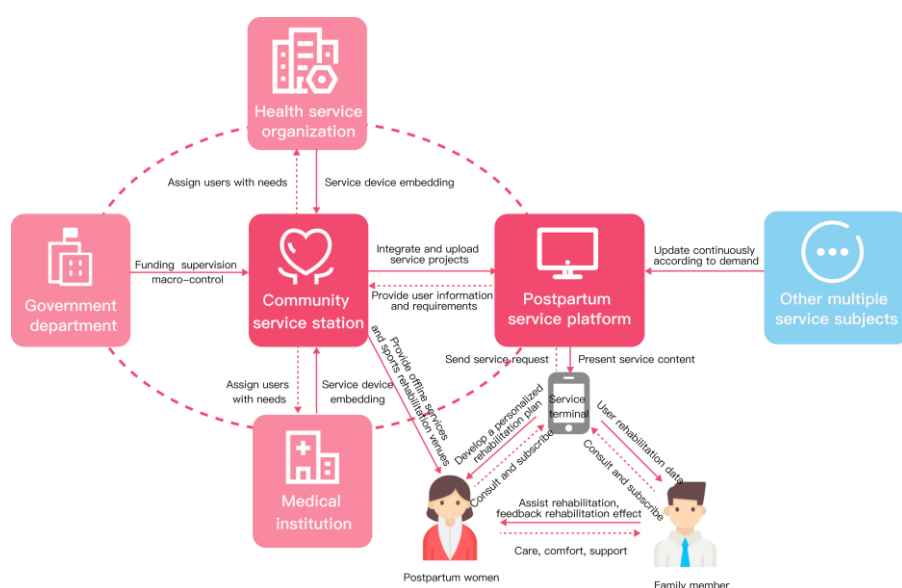 Health service
organization
Assign users with needs
Service device embedding
Government
department
Funding supervision
macro-control
Community
service station
Integrate and upload
service projects
Provide user information
and requirements
Postpartum
service platform
Update continuously
according to demand
Other multiple
service subjects
Assign users
with needs
Service device
embedding
Medical
institution
Provide offline services
and sports rehabilitation venues
Send service request
Present service content
Service
terminal
Develop a personalized
rehabilitation plan
Consult and subscribe
User rehabilitation data
Consult and subscribe
Assist rehabilitation,
feedback rehabilitation effect
Care, comfort, support
Postpartum women
Family member